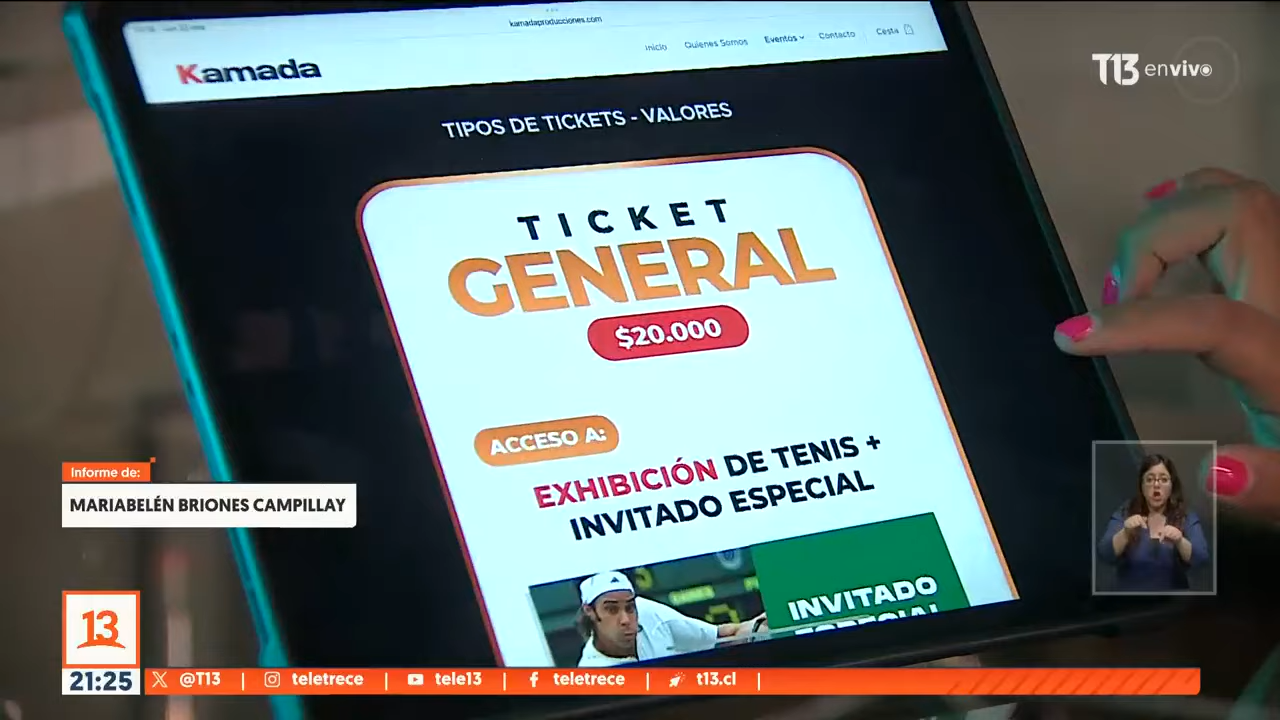 kamadaproducciones.com
Kamada
Inicio
Quienes Somos
Eventos
Contacto
Cesta
T13 envivo
TIPOS DE TICKETS - VALORES
TICKET
GENERAL
$20.000
ACCESO A:
EXHIBICIÓN DE TENIS +
INVITADO ESPECIAL
INVITADO
ESPECIAL
Informe de:
MARIABELÉN BRIONES CAMPILLAY
13
21:25
@T13 | teletrece | tele13 | teletrece | t13.cl |